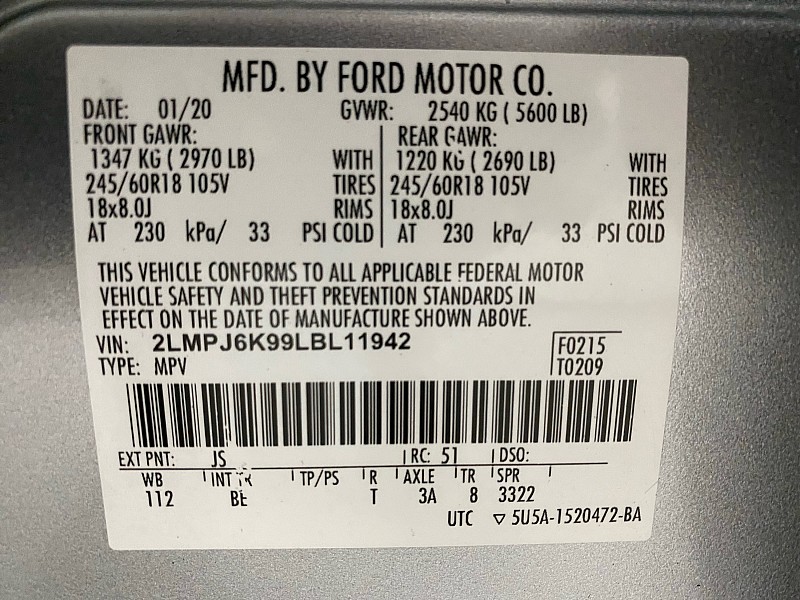 MFD. BY FORD MOTOR CO.
DATE: 01/20 GVWR: 2540 KG ( 5600 LB)
FRONT GAWR: REAR GAWR:
1347 KG ( 2970 LB) WITH 1220 KG ( 2690 LB) WITH
245/60R18 105V TIRES 245/60R18 105V TIRES
18x8.0J RIMS 18x8.0J RIMS
AT 230 kPa/ 33 PSI COLD AT 230 kPa/ 33 PSI COLD
THIS VEHICLE CONFORMS TO ALL APPLICABLE FEDERAL MOTOR
VEHICLE SAFETY AND THEFT PREVENTION STANDARDS IN
EFFECT ON THE DATE OF MANUFACTURE SHOWN ABOVE.
VIN: 2LMPJ6K99LBL11942 F0215
TYPE: MPV T0209
EXT PNT: JS RC: 51 DSO:
WB INT TR TP/PS R AXLE TR SPR
112 BE T 3A 8 3322
UTC ▽ 5U5A-1520472-BA